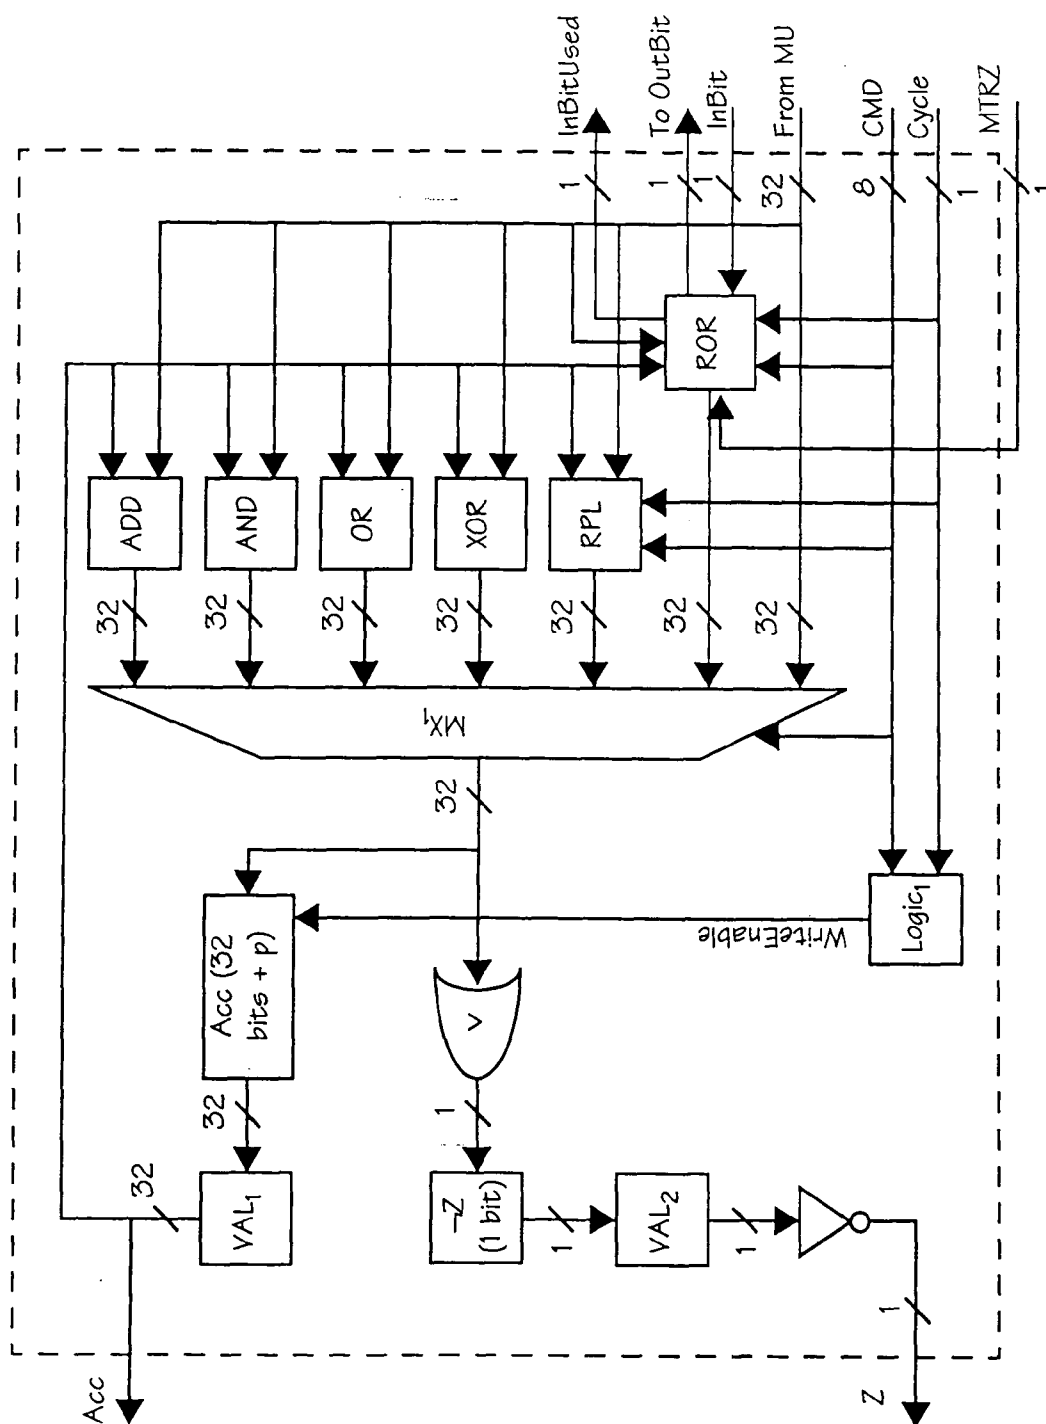 InBitUsed
To OutBit
InBit
From MU
CMD
Cycle
MTRZ
1
1
1
32
8
1
1
ROR
ADD
AND
OR
XOR
RPL
32
32
32
32
32
32
32
MX1
32
WriteEnable
Logic1
Acc (32
bits + p)
32
V
1
VAL1
32
¬Z
(1 bit)
1
VAL2
1
1
Acc
Z